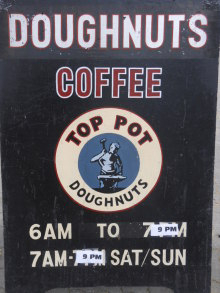 DOUGHNUTS
COFFEE
TOP POT
DOUGHNUTS
6AM TO 9 PM
7AM-9 PM SAT/SUN